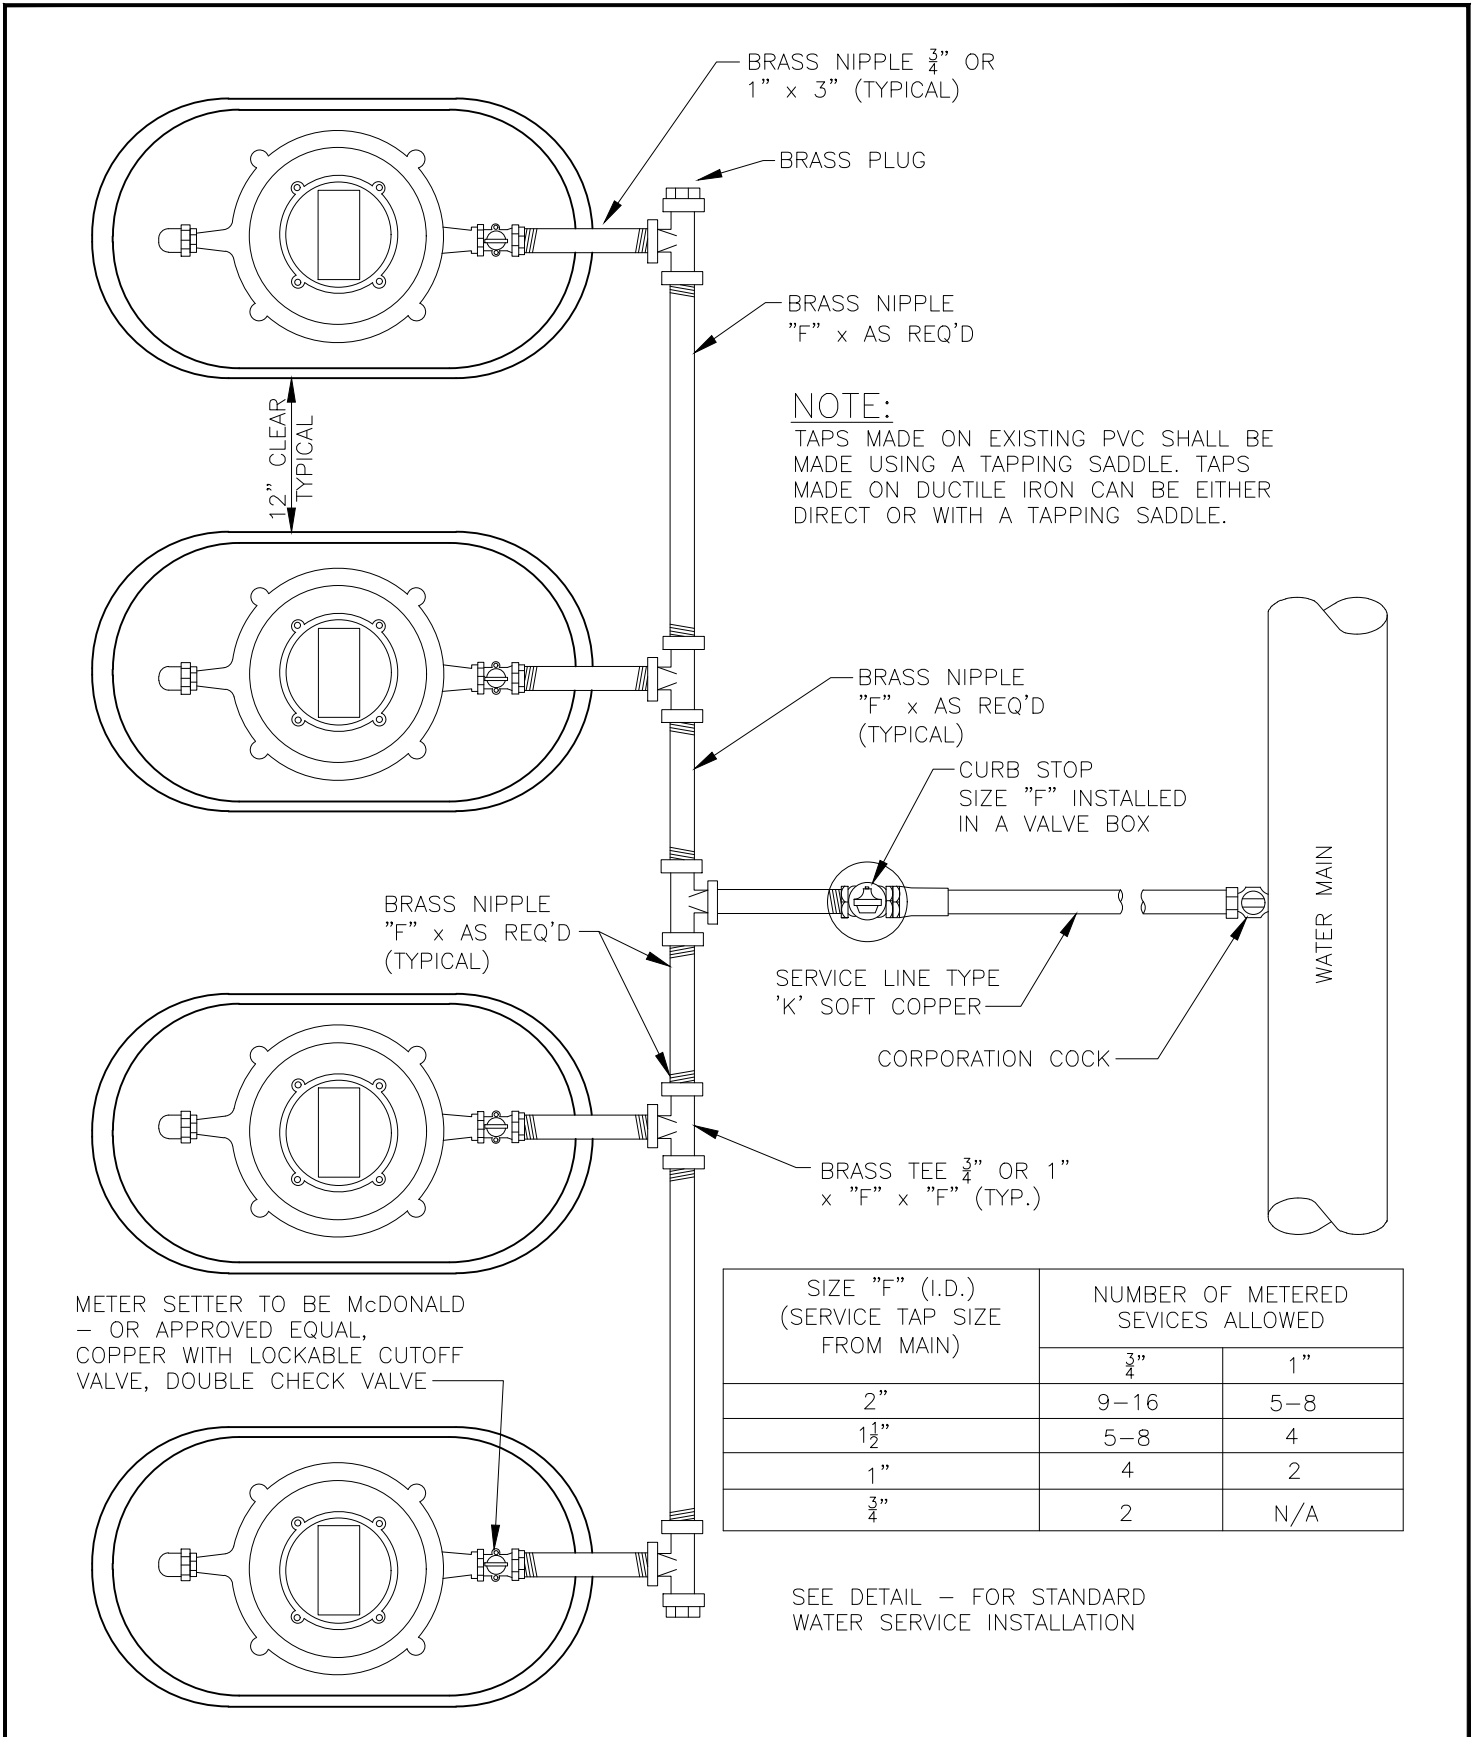 BRASS NIPPLE 3/4" OR
1" x 3" (TYPICAL)
BRASS PLUG
BRASS NIPPLE
"F" x AS REQ'D
12" CLEAR
TYPICAL
NOTE:
TAPS MADE ON EXISTING PVC SHALL BE
MADE USING A TAPPING SADDLE. TAPS
MADE ON DUCTILE IRON CAN BE EITHER
DIRECT OR WITH A TAPPING SADDLE.
BRASS NIPPLE
"F" x AS REQ'D
(TYPICAL)
CURB STOP
SIZE "F" INSTALLED
IN A VALVE BOX
WATER MAIN
BRASS NIPPLE
"F" x AS REQ'D
(TYPICAL)
SERVICE LINE TYPE
'K' SOFT COPPER
CORPORATION COCK
BRASS TEE 3/4" OR 1"
x "F" x "F" (TYP.)
METER SETTER TO BE McDONALD
– OR APPROVED EQUAL,
COPPER WITH LOCKABLE CUTOFF
VALVE, DOUBLE CHECK VALVE
SIZE "F" (I.D.)
(SERVICE TAP SIZE
FROM MAIN)
NUMBER OF METERED
SEVICES ALLOWED
3/4" 1"
2" 9–16 5–8
1 1/2" 5–8 4
1" 4 2
3/4" 2 N/A
SEE DETAIL – FOR STANDARD
WATER SERVICE INSTALLATION